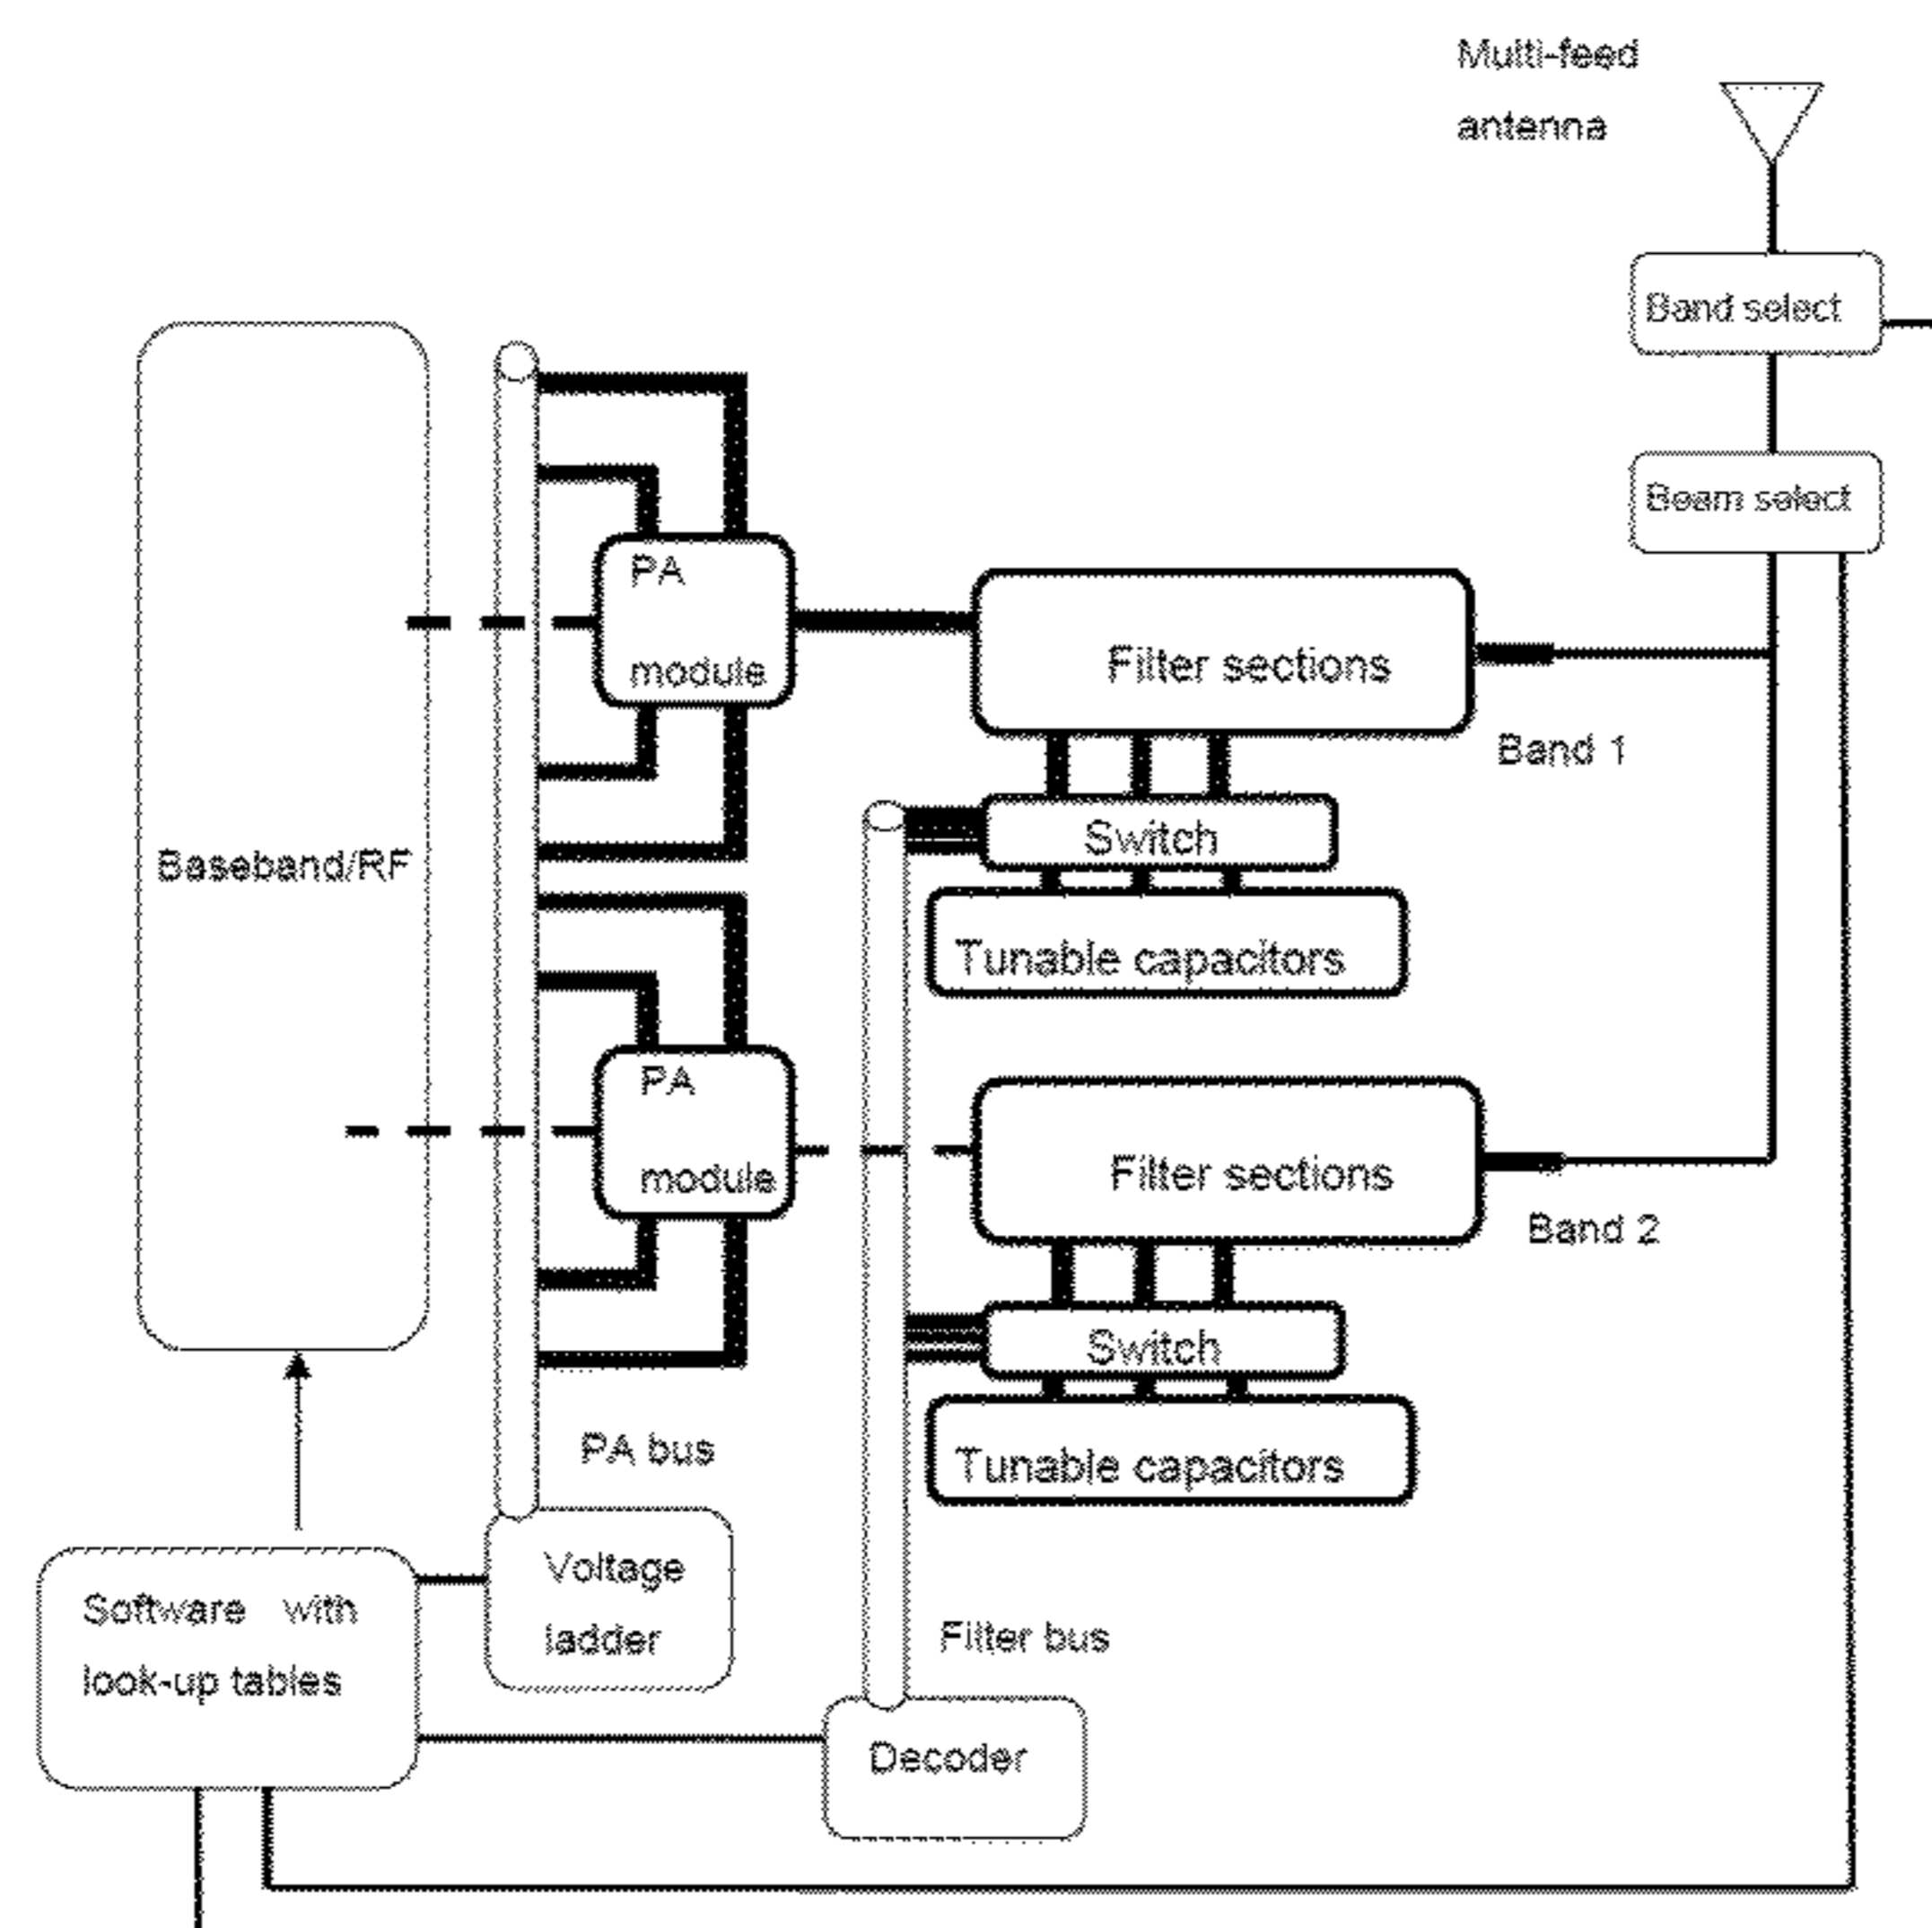 Multi-feed
antenna
Band select
Beam select
PA
module
Filter sections
Band 1
Switch
Baseband/RF
Tunable capacitors
PA
module
Filter sections
Band 2
Switch
Tunable capacitors
PA bus
Voltage
ladder
Software with
look-up tables
Filter bus
Decoder